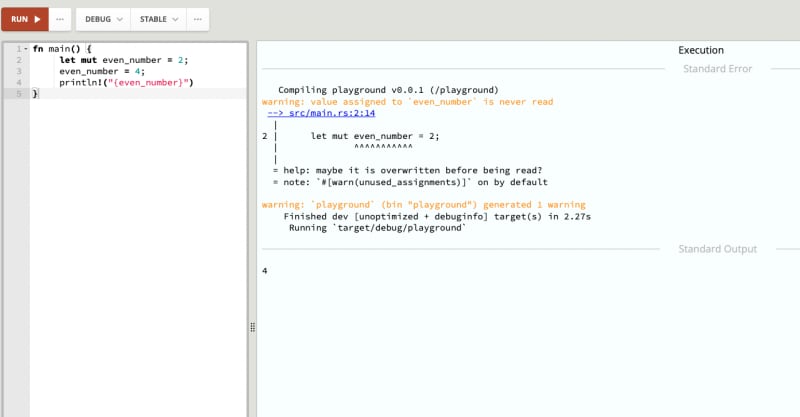 RUN ▶ ··· DEBUG STABLE ···
1 fn main() {
2     let mut even_number = 2;
3     even_number = 4;
4     println!("{even_number}")
5 }
Execution
Standard Error
   Compiling playground v0.0.1 (/playground)
warning: value assigned to `even_number` is never read
 --> src/main.rs:2:14
  |
2 |      let mut even_number = 2;
  |              ^^^^^^^^^^^
  |
  = help: maybe it is overwritten before being read?
  = note: `#[warn(unused_assignments)]` on by default
warning: `playground` (bin "playground") generated 1 warning
    Finished dev [unoptimized + debuginfo] target(s) in 2.27s
     Running `target/debug/playground`
Standard Output
4